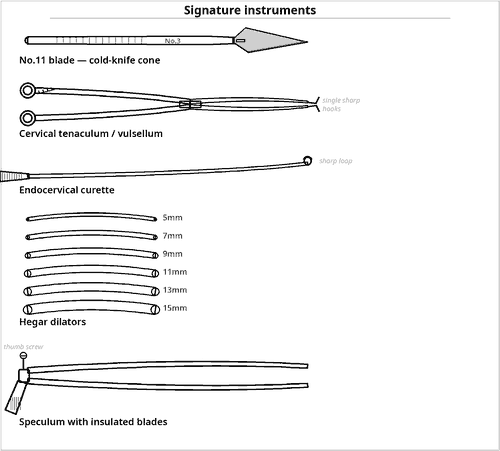 Signature instruments
No.3
No.11 blade — cold-knife cone
single sharp
hooks
Cervical tenaculum / vulsellum
sharp loop
Endocervical curette
5mm
7mm
9mm
11mm
13mm
15mm
Hegar dilators
thumb screw
Speculum with insulated blades